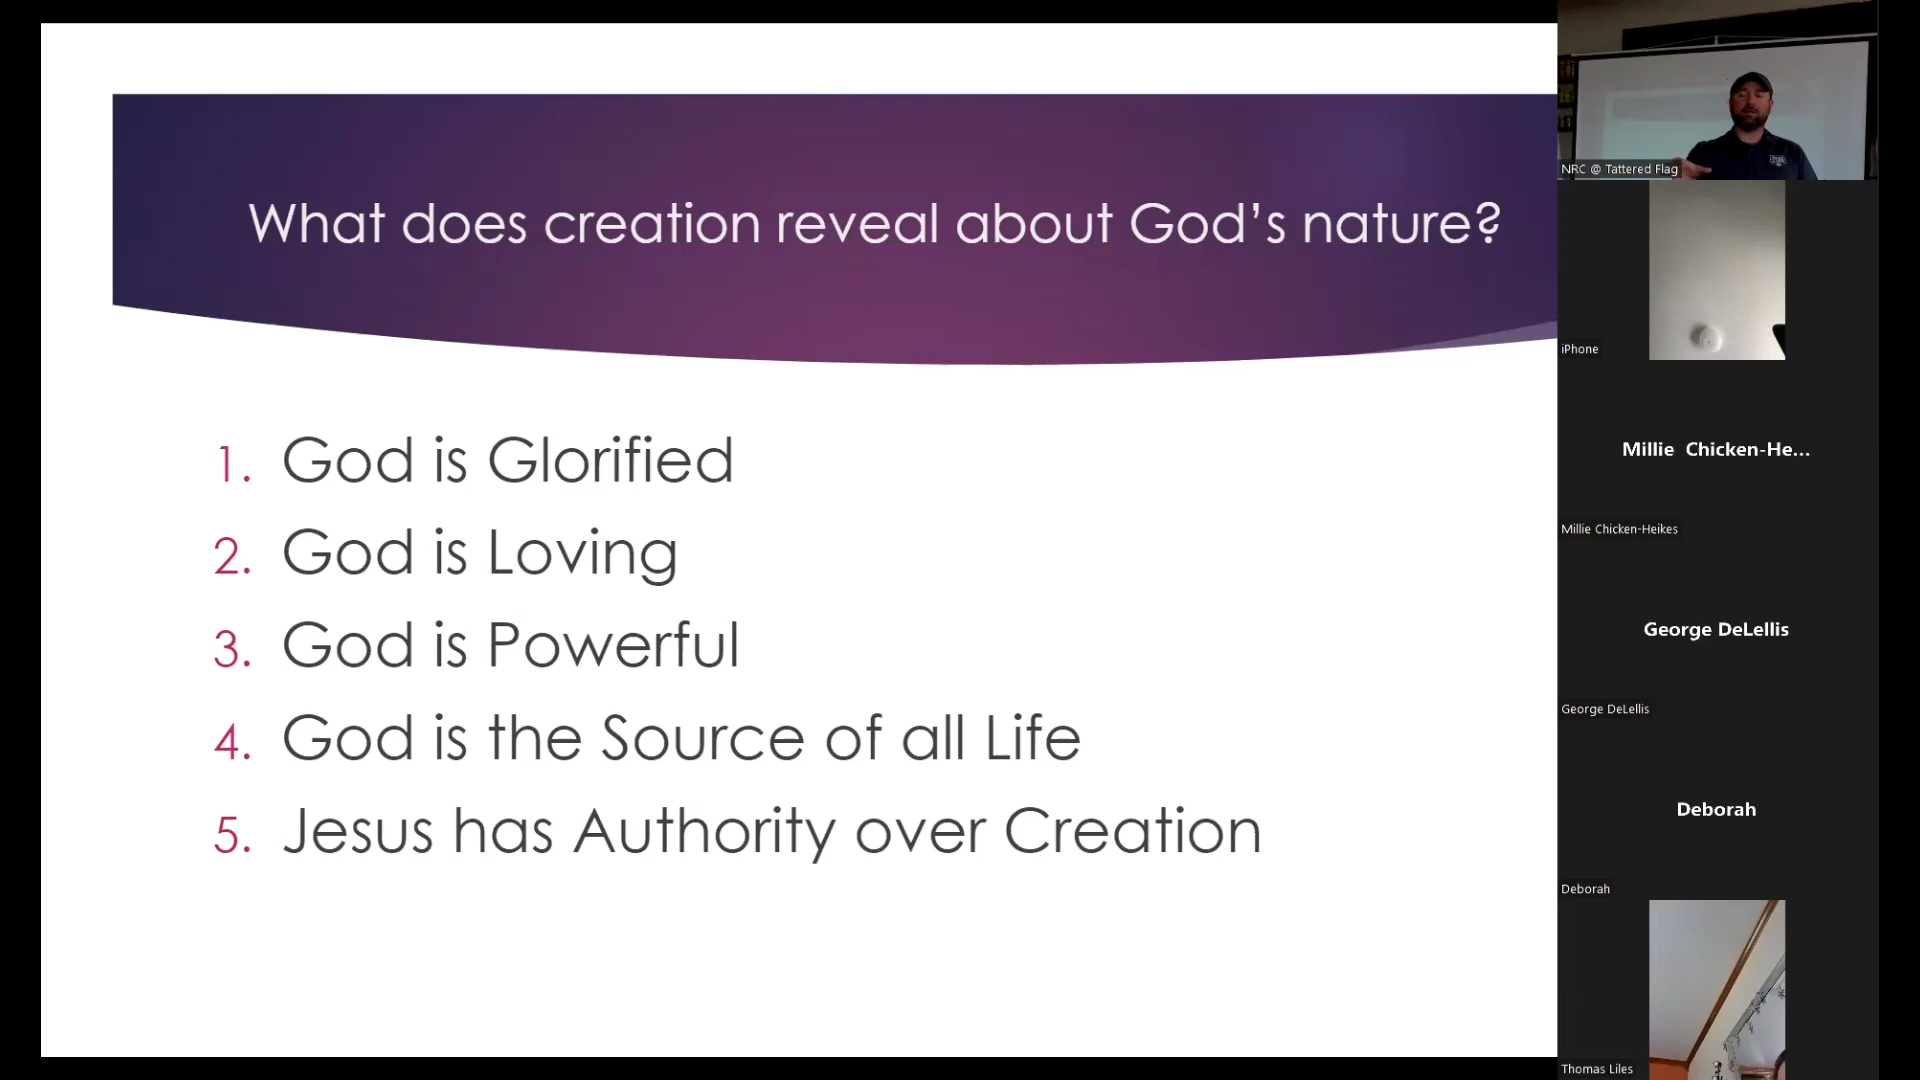 What does creation reveal about God's nature?
1. God is Glorified
2. God is Loving
3. God is Powerful
4. God is the Source of all Life
5. Jesus has Authority over Creation
NRC @ Tattered Flag
iPhone
Millie Chicken-He...
Millie Chicken-Heikes
George DeLellis
George DeLellis
Deborah
Deborah
Thomas Liles